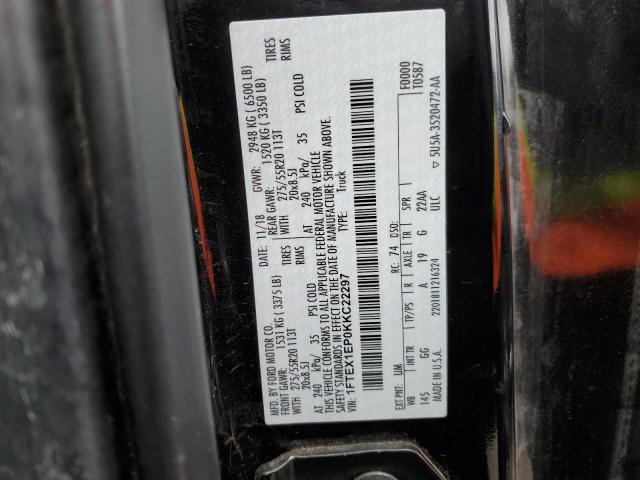 MFD. BY FORD MOTOR CO.
DATE: 11/18 GVWR: 2948 KG ( 6500 LB)
FRONT GAWR: 1531 KG ( 3375 LB) REAR GAWR: 1520 KG ( 3350 LB)
WITH 275/55R20 113T TIRES WITH 275/55R20 113T TIRES
20x8.5J RIMS 20x8.5J RIMS
AT 240 kPa/ 35 PSI COLD AT 240 kPa/ 35 PSI COLD
THIS VEHICLE CONFORMS TO ALL APPLICABLE FEDERAL MOTOR VEHICLE
STANDARDS IN EFFECT ON THE DATE OF MANUFACTURE SHOWN ABOVE.
VIN: 1FTEX1EP0KKC22297 Truck
F0000
T0587
EXT PNT: UM RC: 74 DSO:
WB INT TR TP/PS R AXLE TR SPR
145 GG A 19 G 22AA
ULC
2201811216324
MADE IN U.S.A. ▽ 5U5A-3520472-AA